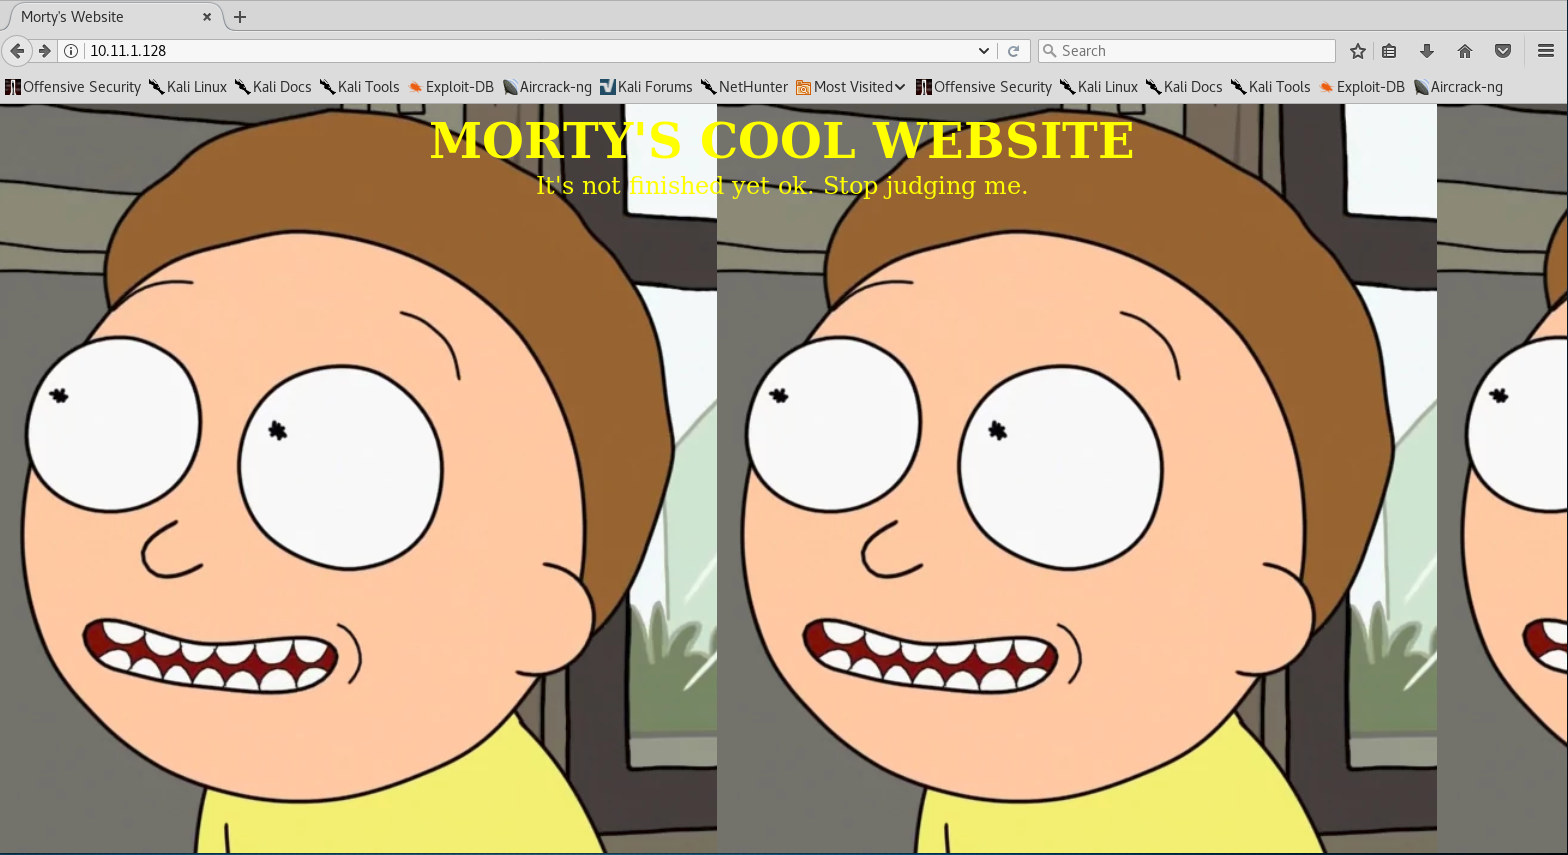 Morty's Website
10.11.1.128
Search
Offensive Security Kali Linux Kali Docs Kali Tools Exploit-DB Aircrack-ng Kali Forums NetHunter Most Visited Offensive Security Kali Linux Kali Docs Kali Tools Exploit-DB Aircrack-ng
MORTY'S COOL WEBSITE
It's not finished yet ok. Stop judging me.